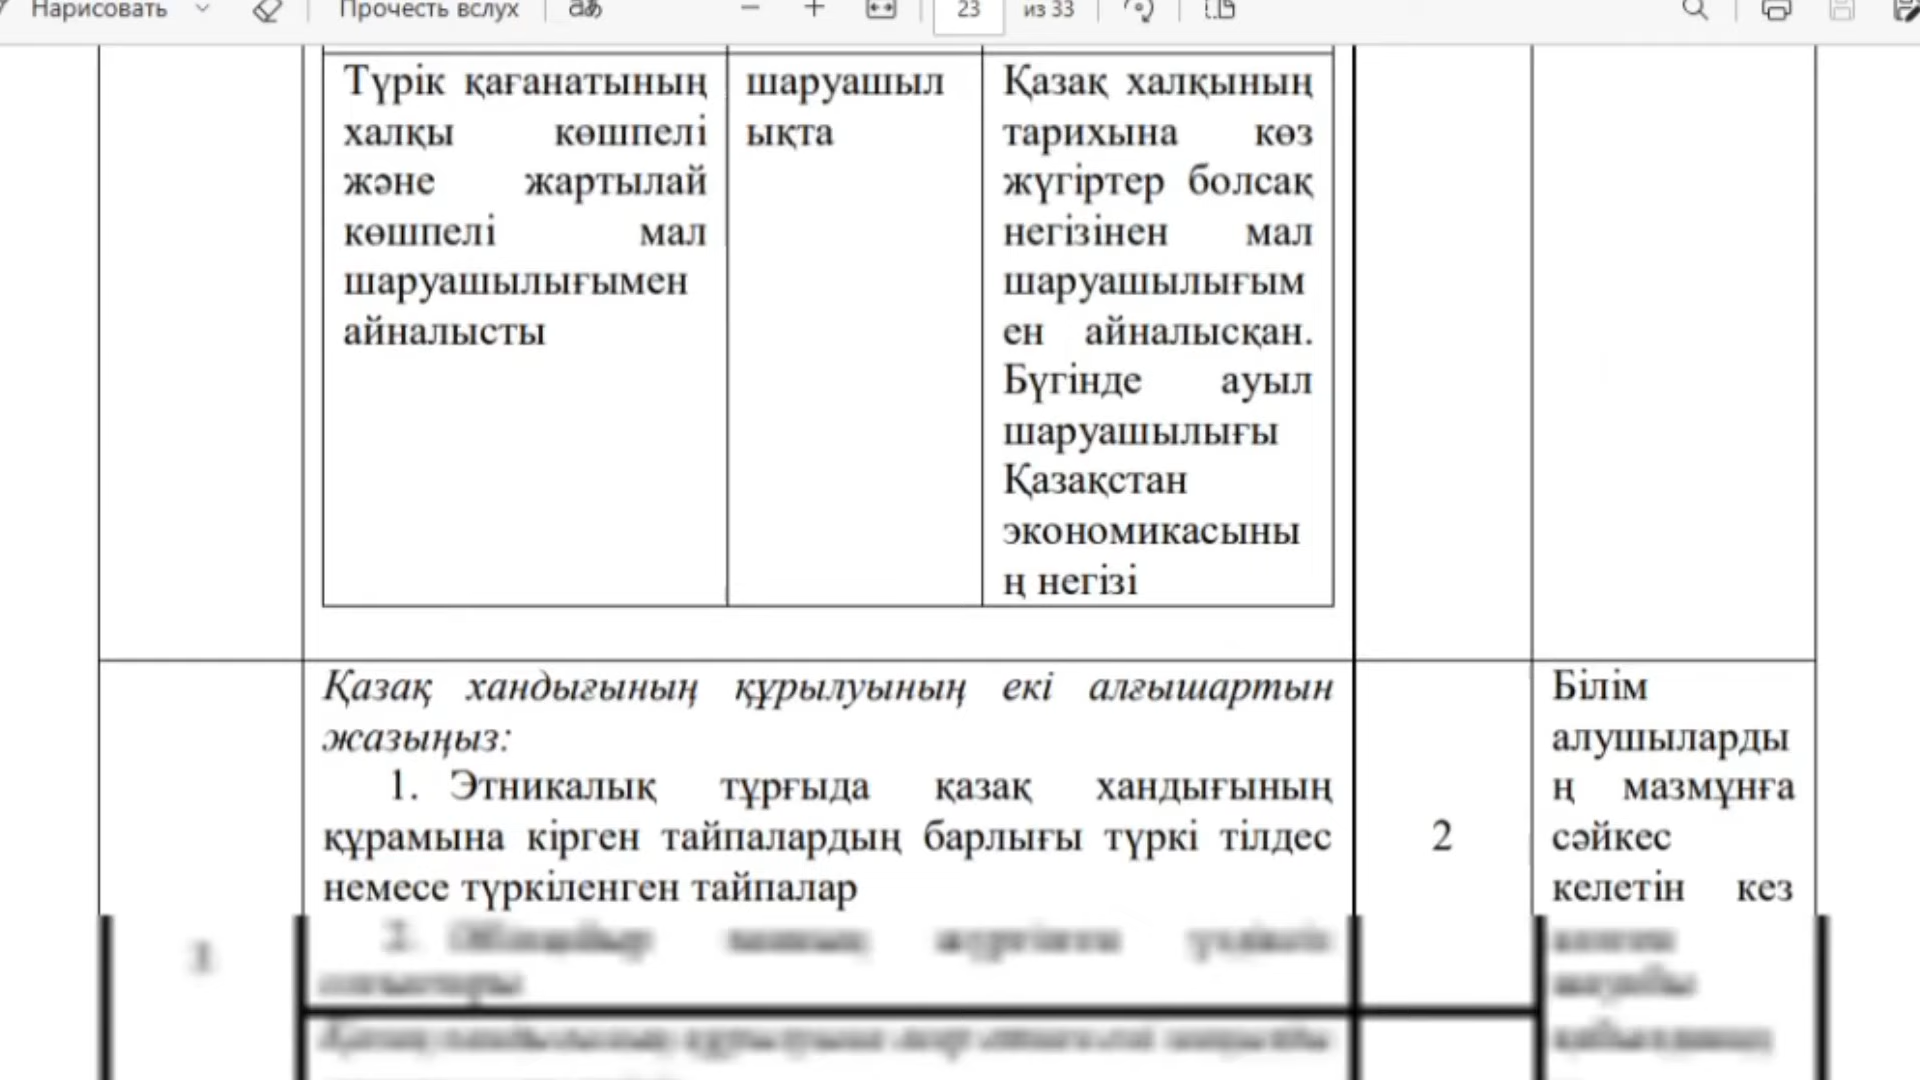 Нарисовать
Прочесть вслух
аあ
23
из 33
Түрік қағанатының
халқы көшпелі
және жартылай
көшпелі мал
шаруашылығымен
айналысты
шаруашыл
ықта
Қазақ халқының
тарихына көз
жүгіртер болсақ
негізінен мал
шаруашылығым
ен айналысқан.
Бүгінде ауыл
шаруашылығы
Қазақстан
экономикасыны
ң негізі
Қазақ хандығының құрылуының екі алғышартын
жазыңыз:
1. Этникалық тұрғыда қазақ хандығының
құрамына кірген тайпалардың барлығы түркі тілдес
немесе түркіленген тайпалар
2
Білім
алушыларды
ң мазмұнға
сәйкес
келетін кез